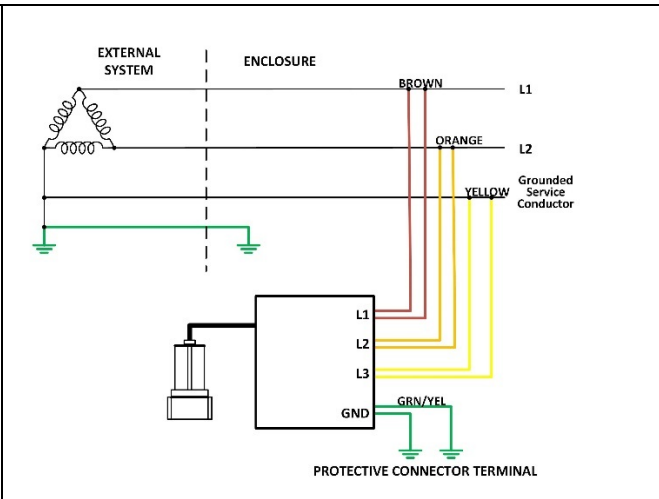 EXTERNAL
SYSTEM
ENCLOSURE
BROWN
L1
ORANGE
L2
YELLOW
Grounded
Service
Conductor
L1
L2
L3
GND
GRN/YEL
PROTECTIVE CONNECTOR TERMINAL